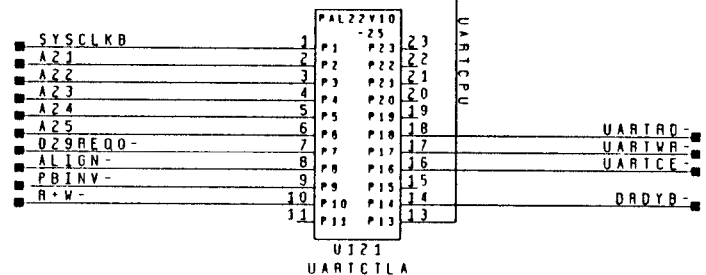 PAL22V10
-25
UARTCPU
SYSCLKB 1 P1 P23 23
A21 2 P2 P22 22
A22 3 P3 P21 21
A23 4 P4 P20 20
A24 5 P5 P19 19
A25 6 P6 P18 18 UARTRD-
D29REQO- 7 P7 P17 17 UARTWR-
ALIGN- 8 P8 P16 16 UARTCE-
PBINV- 9 P9 P15 15
R+W- 10 P10 P14 14 DRDYB-
11 P11 P13 13
U121
UARTCTLA